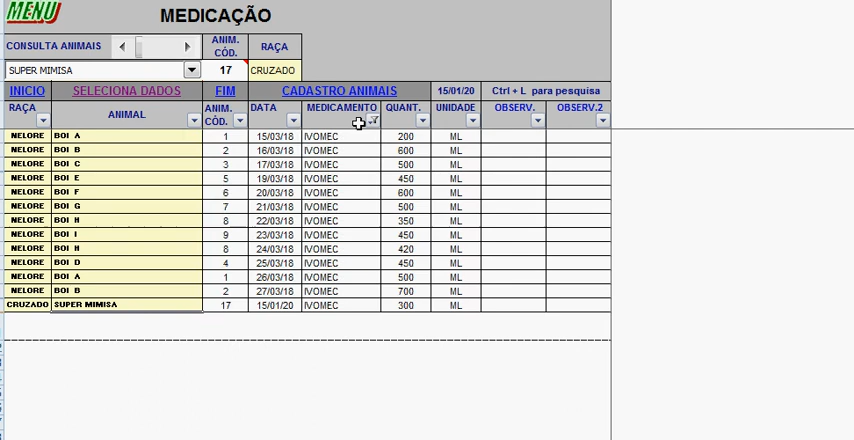 MENU
MEDICAÇÃO
CONSULTA ANIMAIS
ANIM. CÓD.
RAÇA
SUPER MIMISA 17 CRUZADO
INICIO SELECIONA DADOS FIM CADASTRO ANIMAIS 15/01/20 Ctrl + L para pesquisa
RAÇA ANIMAL ANIM. CÓD. DATA MEDICAMENTO QUANT. UNIDADE OBSERV. OBSERV.2
NELORE BOI A 1 15/03/18 IVOMEC 200 ML
NELORE BOI B 2 16/03/18 IVOMEC 600 ML
NELORE BOI C 3 17/03/18 IVOMEC 500 ML
NELORE BOI E 5 19/03/18 IVOMEC 450 ML
NELORE BOI F 6 20/03/18 IVOMEC 600 ML
NELORE BOI G 7 21/03/18 IVOMEC 500 ML
NELORE BOI H 8 22/03/18 IVOMEC 350 ML
NELORE BOI I 9 23/03/18 IVOMEC 450 ML
NELORE BOI H 8 24/03/18 IVOMEC 420 ML
NELORE BOI D 4 25/03/18 IVOMEC 450 ML
NELORE BOI A 1 26/03/18 IVOMEC 500 ML
NELORE BOI B 2 27/03/18 IVOMEC 700 ML
CRUZADO SUPER MIMISA 17 15/01/20 IVOMEC 300 ML